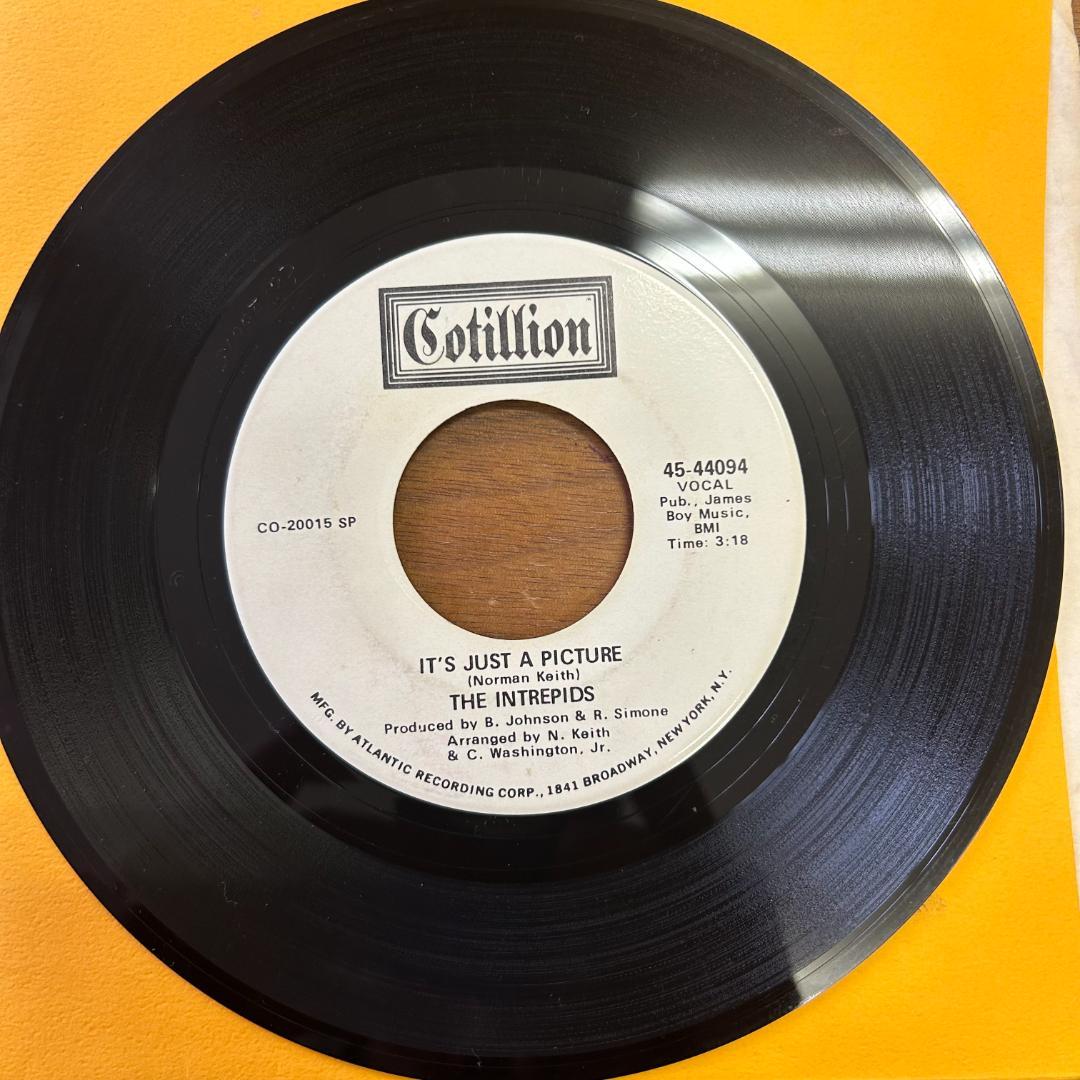 Cotillion
45-44094
VOCAL
Pub., James
Boy Music,
BMI
Time: 3:18
CO-20015 SP
IT'S JUST A PICTURE
(Norman Keith)
THE INTREPIDS
Produced by B. Johnson & R. Simone
Arranged by N. Keith
& C. Washington, Jr.
MFG. BY ATLANTIC RECORDING CORP., 1841 BROADWAY, NEW YORK, N.Y.